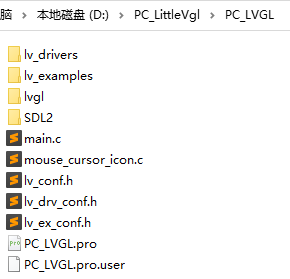 脑 › 本地磁盘 (D:) › PC_LittleVgl › PC_LVGL
lv_drivers
lv_examples
lvgl
SDL2
main.c
mouse_cursor_icon.c
lv_conf.h
lv_drv_conf.h
lv_ex_conf.h
PC_LVGL.pro
PC_LVGL.pro.user